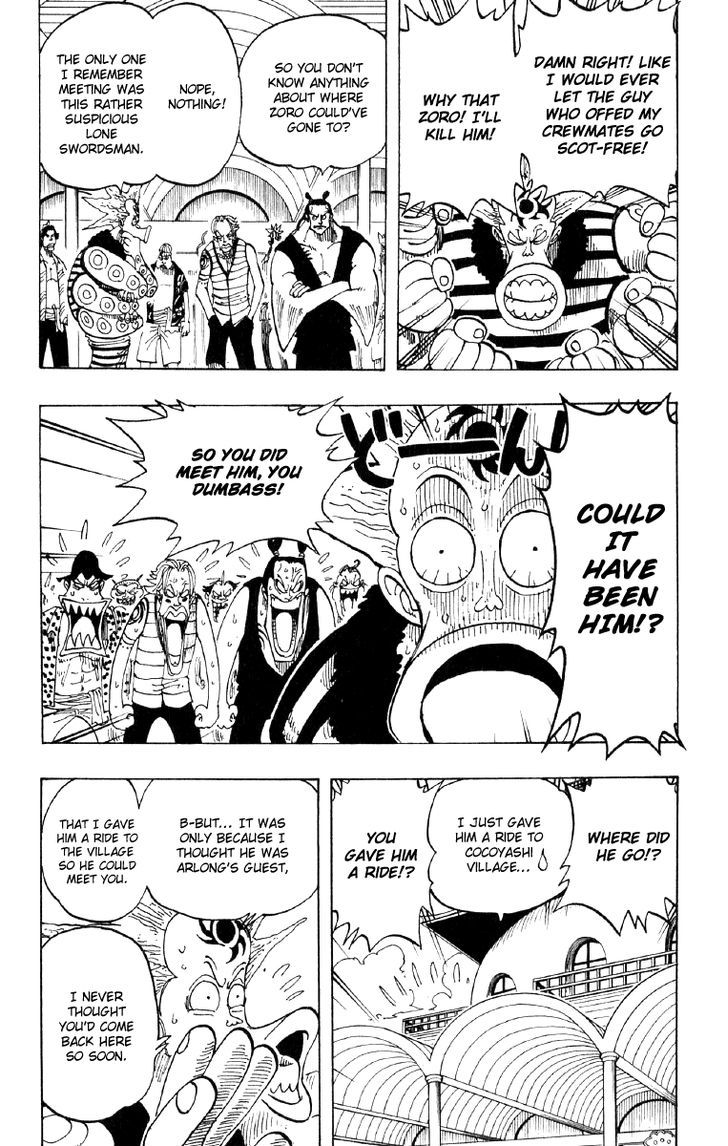 DAMN RIGHT! LIKE
I WOULD EVER
LET THE GUY
WHO OFFED MY
CREWMATES GO
SCOT-FREE!
WHY THAT
ZORO! I'LL
KILL HIM!
SO YOU DON'T
KNOW ANYTHING
ABOUT WHERE
ZORO COULD'VE
GONE TO?
NOPE,
NOTHING!
THE ONLY ONE
I REMEMBER
MEETING WAS
THIS RATHER
SUSPICIOUS
LONE
SWORDSMAN.
COULD
IT
HAVE
BEEN
HIM!?
どーん
SO YOU DID
MEET HIM, YOU
DUMBASS!
WHERE DID
HE GO!?
I JUST GAVE
HIM A RIDE TO
COCOYASHI
VILLAGE...
YOU
GAVE HIM
A RIDE!?
B-BUT... IT WAS
ONLY BECAUSE I
THOUGHT HE WAS
ARLONG'S GUEST,
THAT I GAVE
HIM A RIDE TO
THE VILLAGE
SO HE COULD
MEET YOU.
I NEVER
THOUGHT
YOU'D COME
BACK HERE
SO SOON.